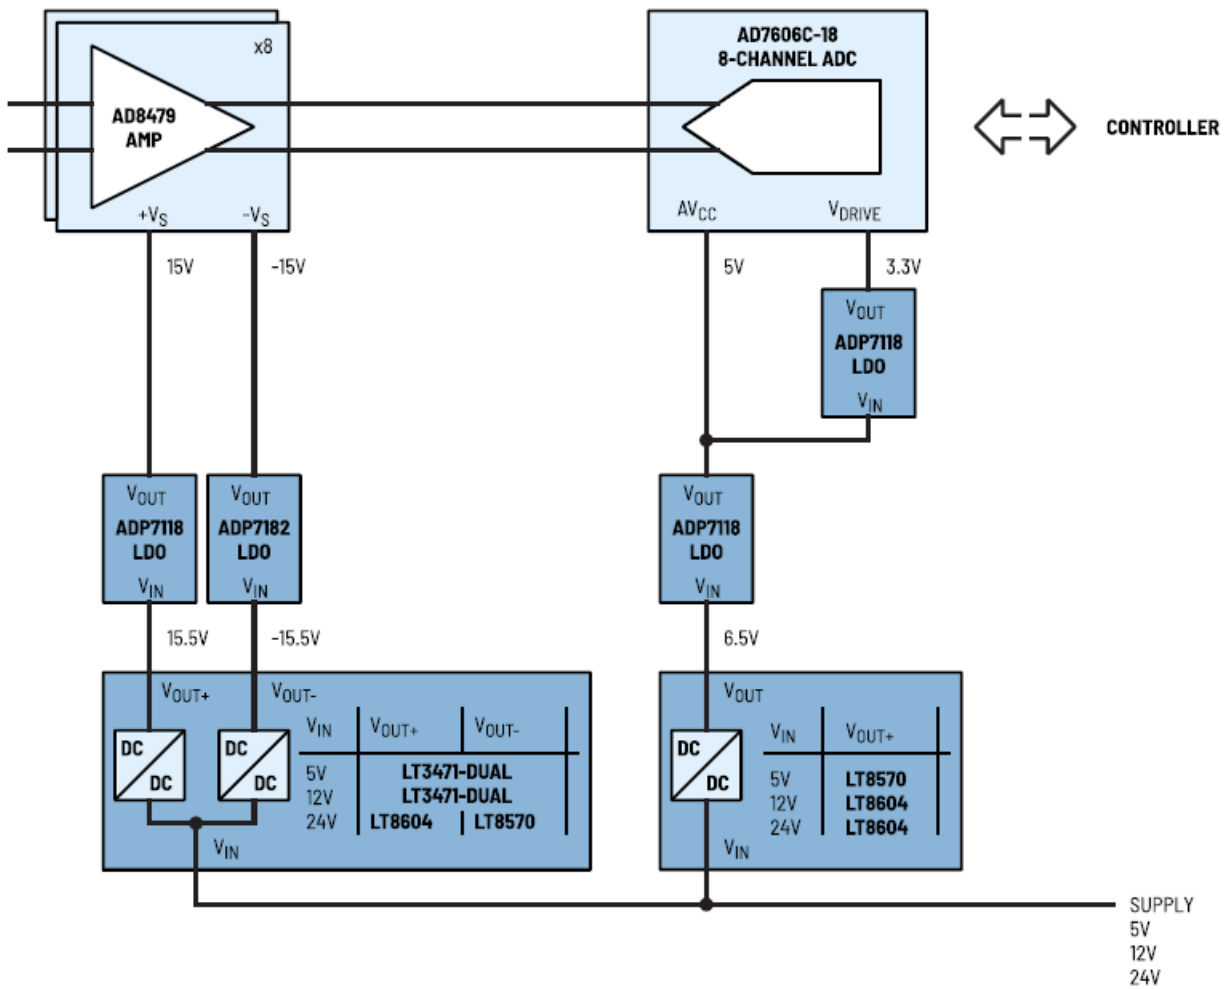 x8
AD8479
AMP
+VS
-VS
AD7606C-18
8-CHANNEL ADC
AVCC
VDRIVE
CONTROLLER
15V
-15V
5V
3.3V
VOUT
ADP7118
LDO
VIN
VOUT
ADP7118
LDO
VIN
VOUT
ADP7182
LDO
VIN
VOUT
ADP7118
LDO
VIN
15.5V
-15.5V
6.5V
VOUT+
VOUT-
DC
DC
DC
DC
VIN VOUT+ VOUT-
5V LT3471-DUAL
12V LT3471-DUAL
24V LT8604 LT8570
VIN
VOUT
DC
DC
VIN VOUT+
5V LT8570
12V LT8604
24V LT8604
VIN
SUPPLY
5V
12V
24V